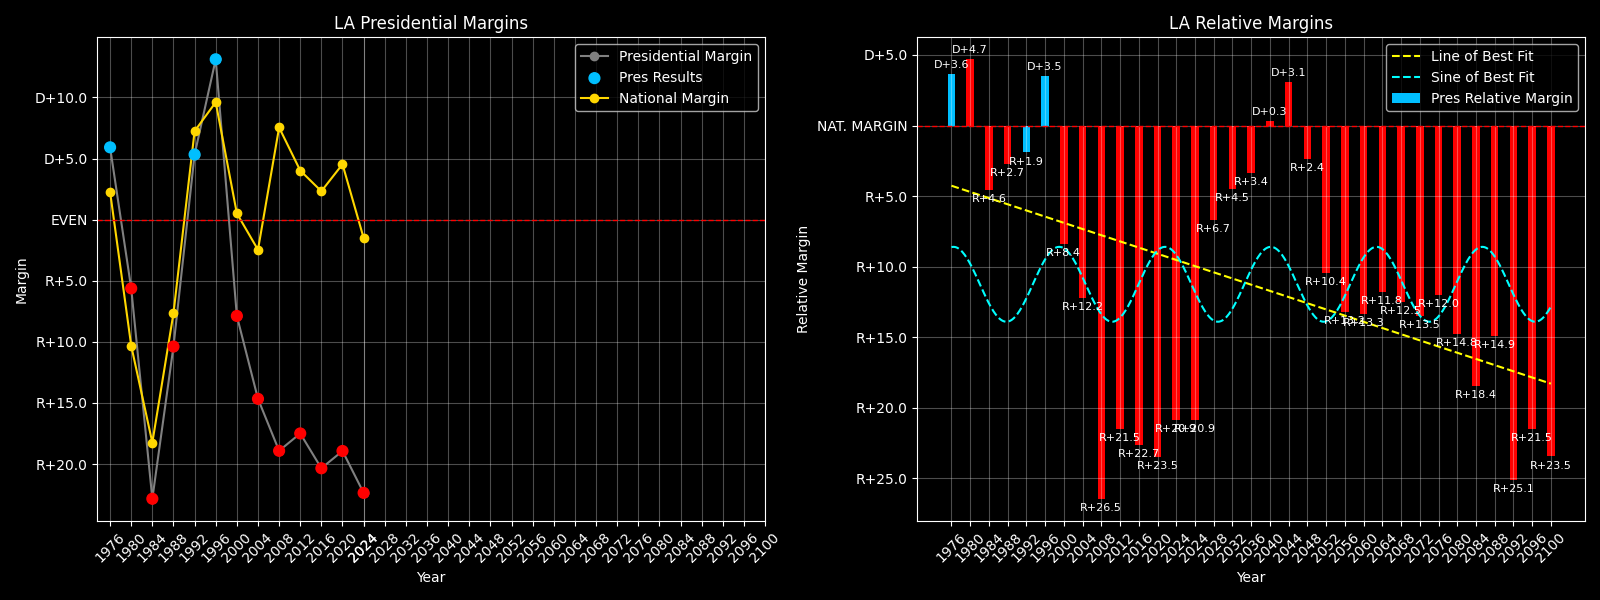 LA Presidential Margins
Presidential Margin
Pres Results
National Margin
D+10.0
D+5.0
EVEN
R+5.0
R+10.0
R+15.0
R+20.0
Margin
1976 1980 1984 1988 1992 1996 2000 2004 2008 2012 2016 2020 2024 2028 2032 2036 2040 2044 2048 2052 2056 2060 2064 2068 2072 2076 2080 2084 2088 2092 2096 2100
Year
LA Relative Margins
Line of Best Fit
Sine of Best Fit
Pres Relative Margin
D+5.0
NAT. MARGIN
R+5.0
R+10.0
R+15.0
R+20.0
R+25.0
Relative Margin
D+3.6
D+4.7
R+4.6
R+2.7
R+1.9
D+3.5
R+8.4
R+12.2
R+26.5
R+21.5
R+22.7
R+23.5
R+20.9
R+20.9
R+6.7
R+4.5
R+3.4
D+0.3
D+3.1
R+2.4
R+10.4
R+13.3
R+11.8
R+12.5
R+13.5
R+12.0
R+14.8
R+18.4
R+14.9
R+25.1
R+21.5
R+23.5
1976 1980 1984 1988 1992 1996 2000 2004 2008 2012 2016 2020 2024 2024 2028 2032 2036 2040 2044 2048 2052 2056 2060 2064 2068 2072 2076 2080 2084 2088 2092 2096 2100
Year